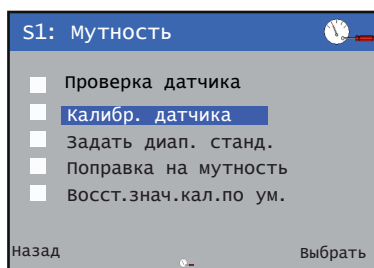 S1: Мутность
Проверка датчика
Калибр. датчика
Задать диап. станд.
Поправка на мутность
Восст.знач.кал.по ум.
Назад Выбрать